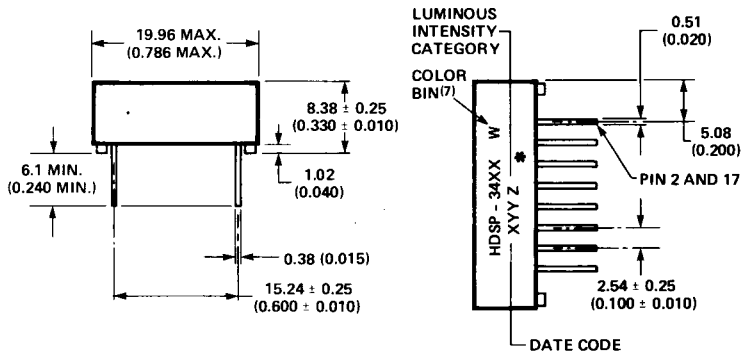 19.96 MAX.
(0.786 MAX.)
8.38 ± 0.25
(0.330 ± 0.010)
6.1 MIN.
(0.240 MIN.)
1.02
(0.040)
0.38 (0.015)
15.24 ± 0.25
(0.600 ± 0.010)
LUMINOUS
INTENSITY
CATEGORY
COLOR
BIN(7)
0.51
(0.020)
5.08
(0.200)
W
*
HDSP - 34XX
XYY Z
PIN 2 AND 17
2.54 ± 0.25
(0.100 ± 0.010)
DATE CODE